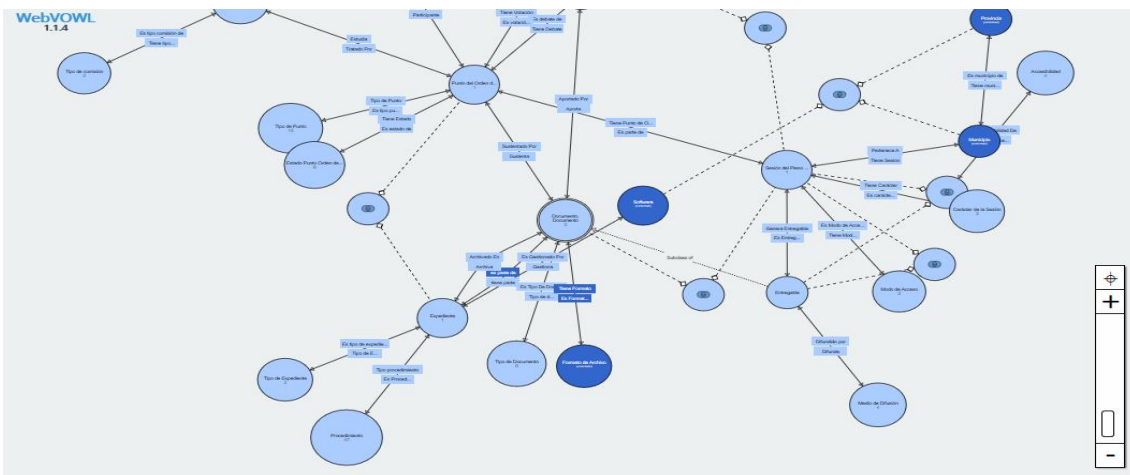 WebVOWL
1.1.4
Provincia
Participante
Tiene Votación
Es debate de
Tiene Debate
Es tipo comisión de
Tiene tipo...
Estudia
Tratado Por
Tipo de comisión
Punto del Orden d...
Accesibilidad
Es municipio de
Tiene muni...
Tipo de Punto
Es tipo pu...
Tiene Estado
Es estado de
Aportado Por
Aporta
Tiene Punto de O...
Es parte de
Tipo de Punto
Municipio
Sustentado Por
Sustenta
Pertenece A
Tiene Sesión
Estado Punto Orden de...
Sesión del Pleno ...
Tiene Carácter
Es carácte...
Software
Carácter de la Sesión
Documento,
Documento
Genera Entregable
Es Entreg...
Es Modo de Acce...
Tiene Mod...
Archivado En
Archiva
Es Gestionado Por
Gestiona
Subclass of
es parte de
tiene parte
Es Tipo De Do...
Tipo de d...
Tiene Formato
Es Format...
Entregable
Modo de Acceso
Expediente
Es tipo de expedie...
Tipo de E...
Difundido por
Difunde
Tipo de Documento
Formato de Archivo
Tipo procedimiento
Es Proced...
Tipo de Expediente
Medio de Difusión
Procedimiento
+
-